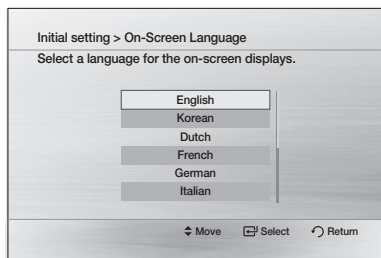 Initial setting > On-Screen Language
Select a language for the on-screen displays.
English
Korean
Dutch
French
German
Italian
Move Select Return